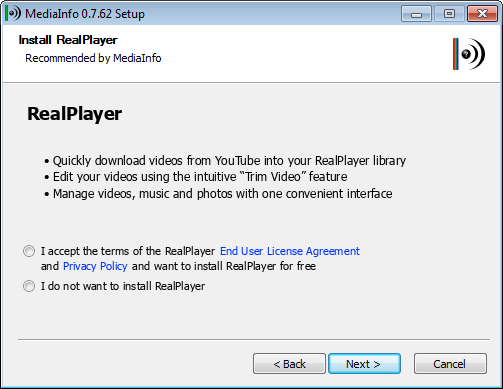 MediaInfo 0.7.62 Setup
Install RealPlayer
Recommended by MediaInfo
RealPlayer
• Quickly download videos from YouTube into your RealPlayer library
• Edit your videos using the intuitive “Trim Video” feature
• Manage videos, music and photos with one convenient interface
I accept the terms of the RealPlayer End User License Agreement
and Privacy Policy and want to install RealPlayer for free
I do not want to install RealPlayer
< Back Next > Cancel